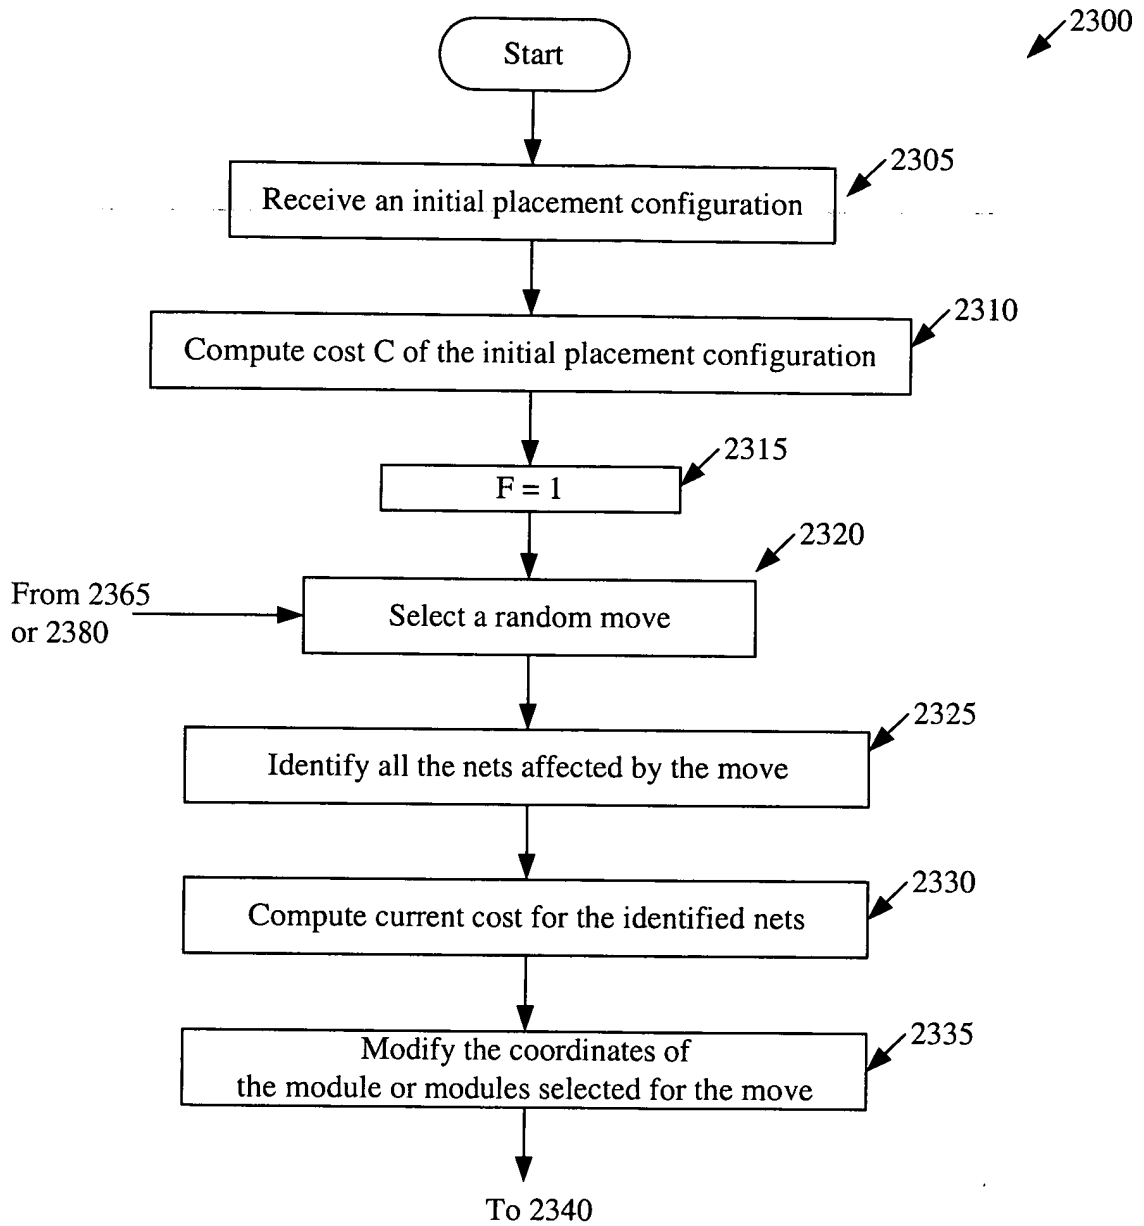 2300
Start
2305
Receive an initial placement configuration
2310
Compute cost C of the initial placement configuration
2315
F = 1
2320
From 2365
or 2380
Select a random move
2325
Identify all the nets affected by the move
2330
Compute current cost for the identified nets
2335
Modify the coordinates of
the module or modules selected for the move
To 2340